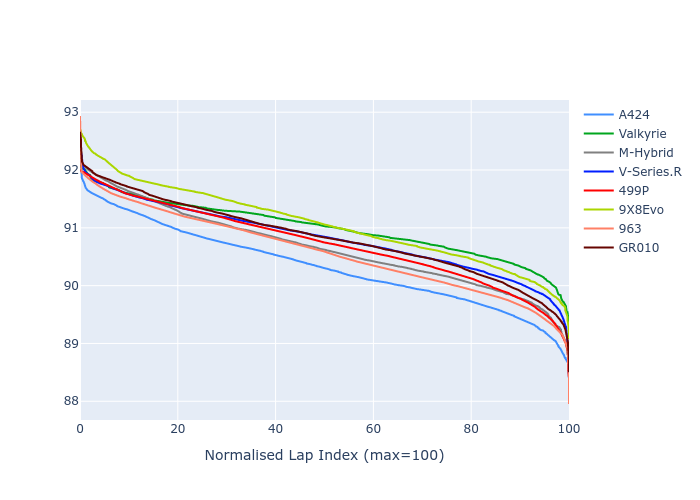 93
92
91
90
89
88
0 20 40 60 80 100
Normalised Lap Index (max=100)
A424
Valkyrie
M-Hybrid
V-Series.R
499P
9X8Evo
963
GR010